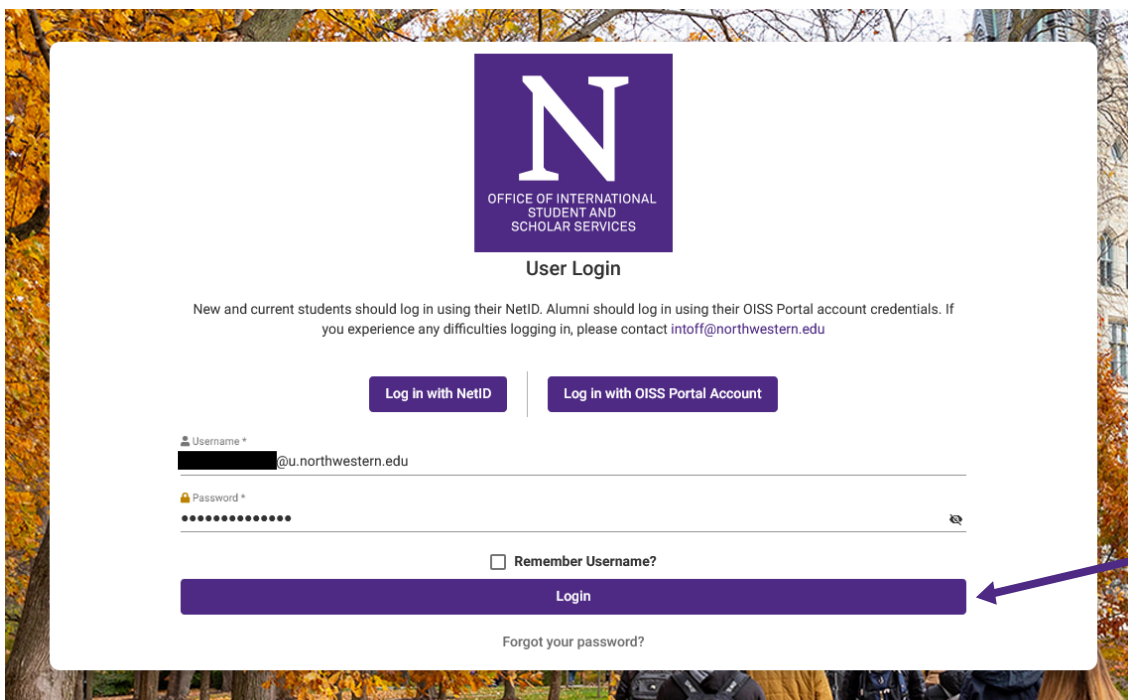 N
OFFICE OF INTERNATIONAL
STUDENT AND
SCHOLAR SERVICES
User Login
New and current students should log in using their NetID. Alumni should log in using their OISS Portal account credentials. If
you experience any difficulties logging in, please contact intoff@northwestern.edu
Log in with NetID Log in with OISS Portal Account
Username *
@u.northwestern.edu
Password *
••••••••••••••
Remember Username?
Login
Forgot your password?